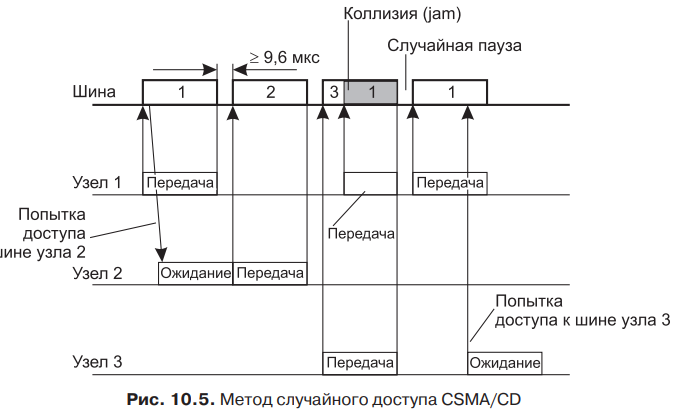 Коллизия (jam)
Случайная пауза
≥ 9,6 мкс
Шина
1
2
3
1
1
Узел 1
Передача
Передача
Попытка
доступа
шине узла 2
Передача
Узел 2
Ожидание
Передача
Попытка
доступа к шине узла 3
Узел 3
Передача
Ожидание
Рис. 10.5. Метод случайного доступа CSMA/CD